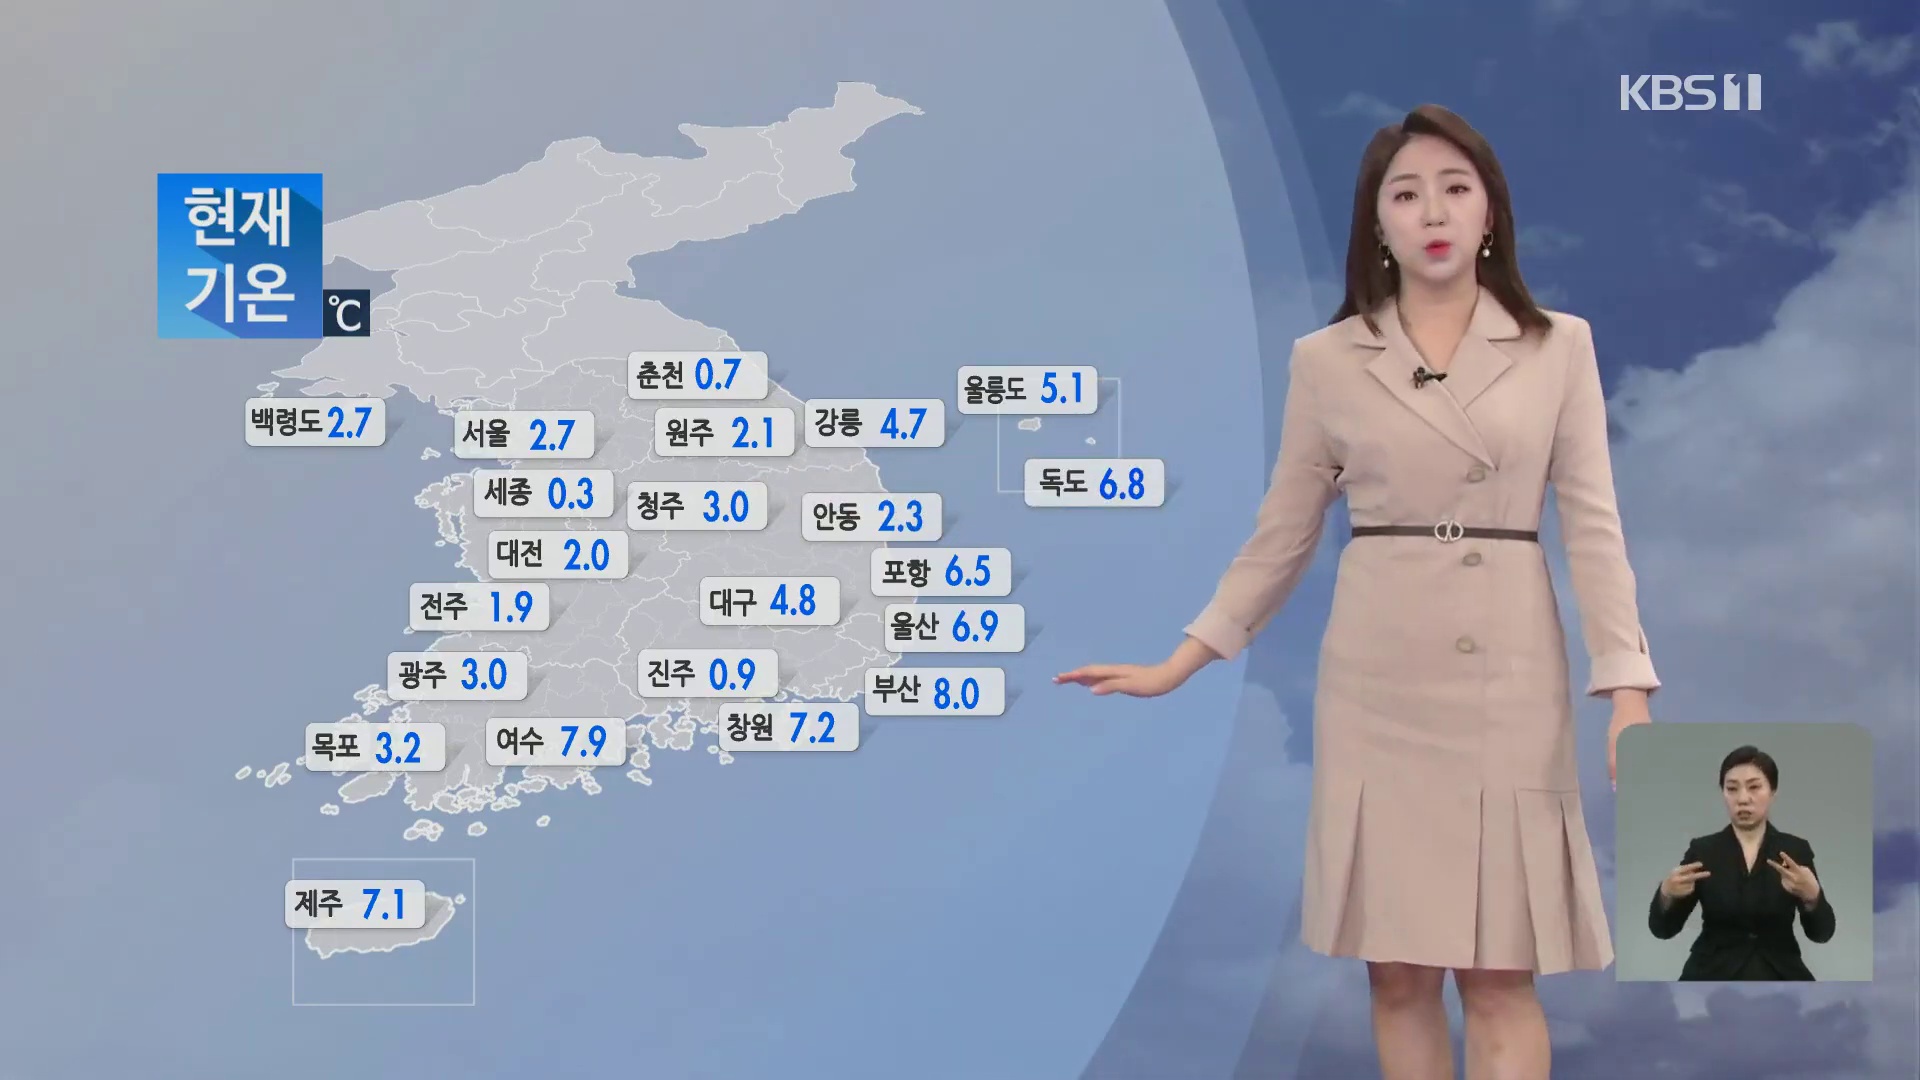 KBS 1
현재
기온
℃
춘천 0.7
울릉도 5.1
백령도 2.7
서울 2.7
원주 2.1
강릉 4.7
독도 6.8
세종 0.3
청주 3.0
안동 2.3
대전 2.0
포항 6.5
전주 1.9
대구 4.8
울산 6.9
광주 3.0
진주 0.9
부산 8.0
목포 3.2
여수 7.9
창원 7.2
제주 7.1